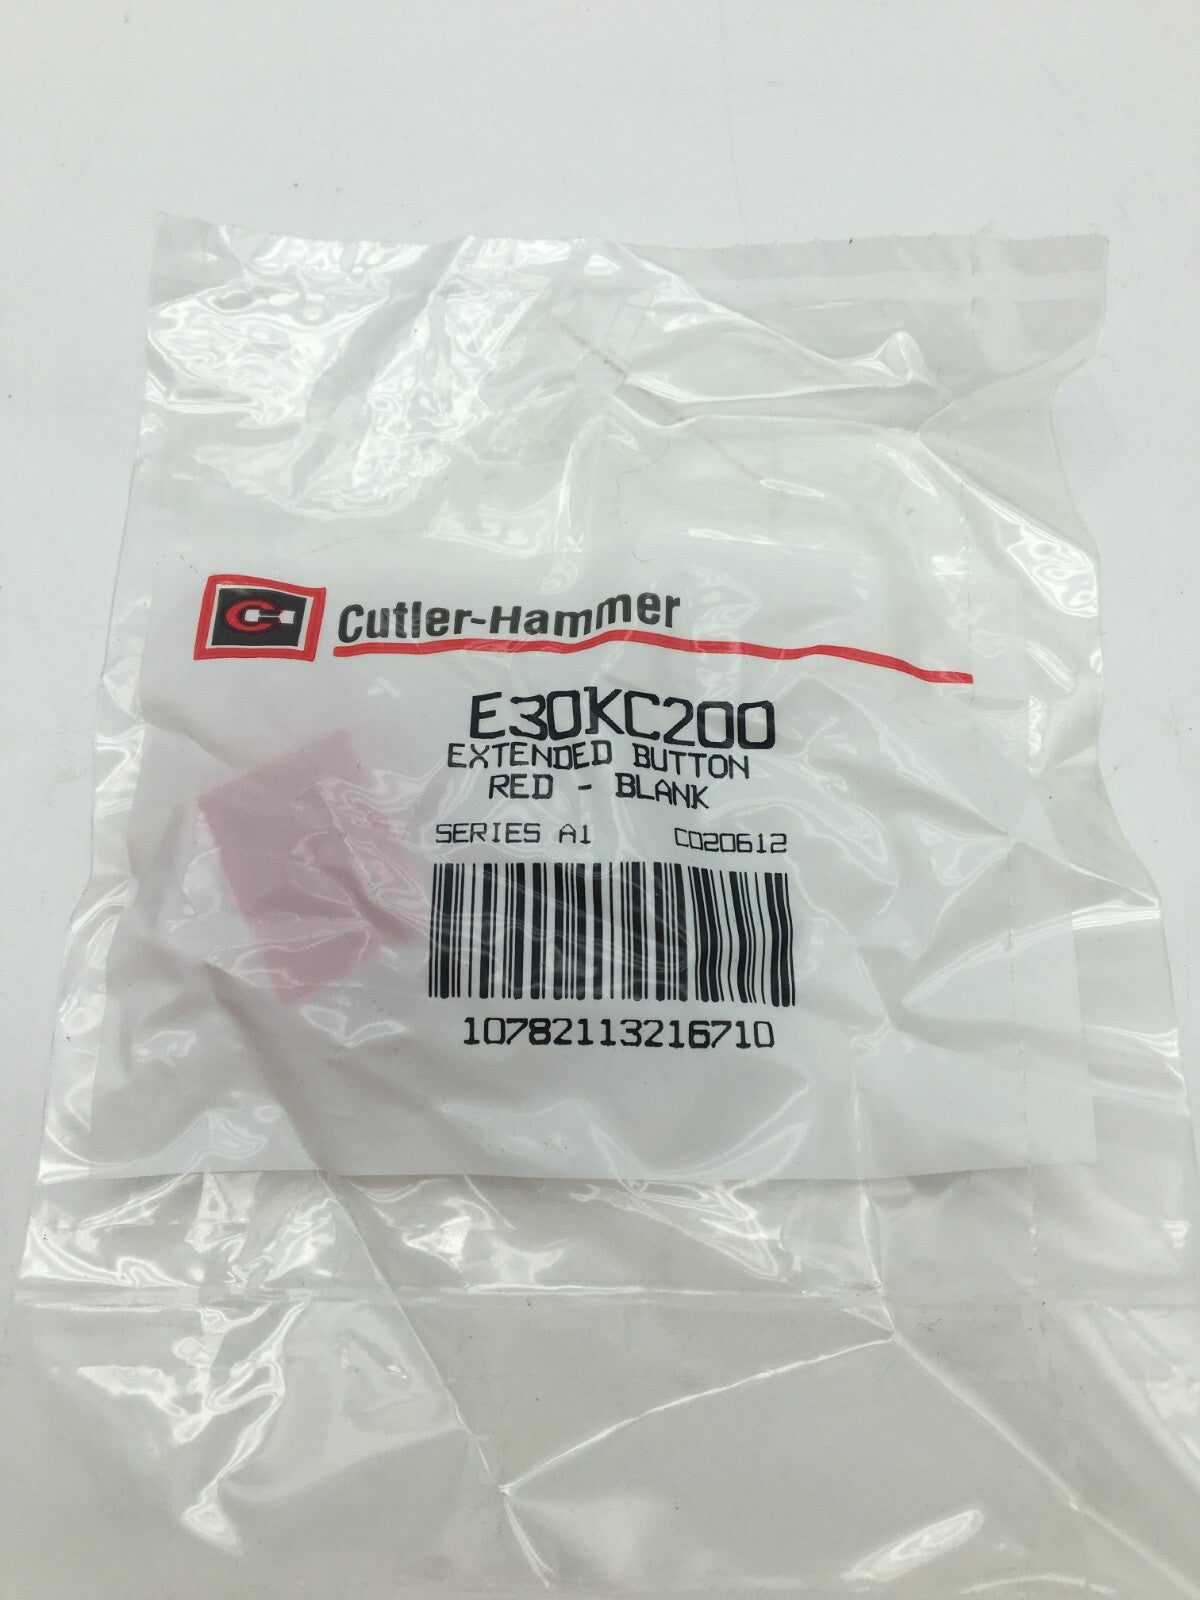 Cutler-Hammer
E30KC200
EXTENDED BUTTON
RED - BLANK
SERIES A1 C020612
10782113216710